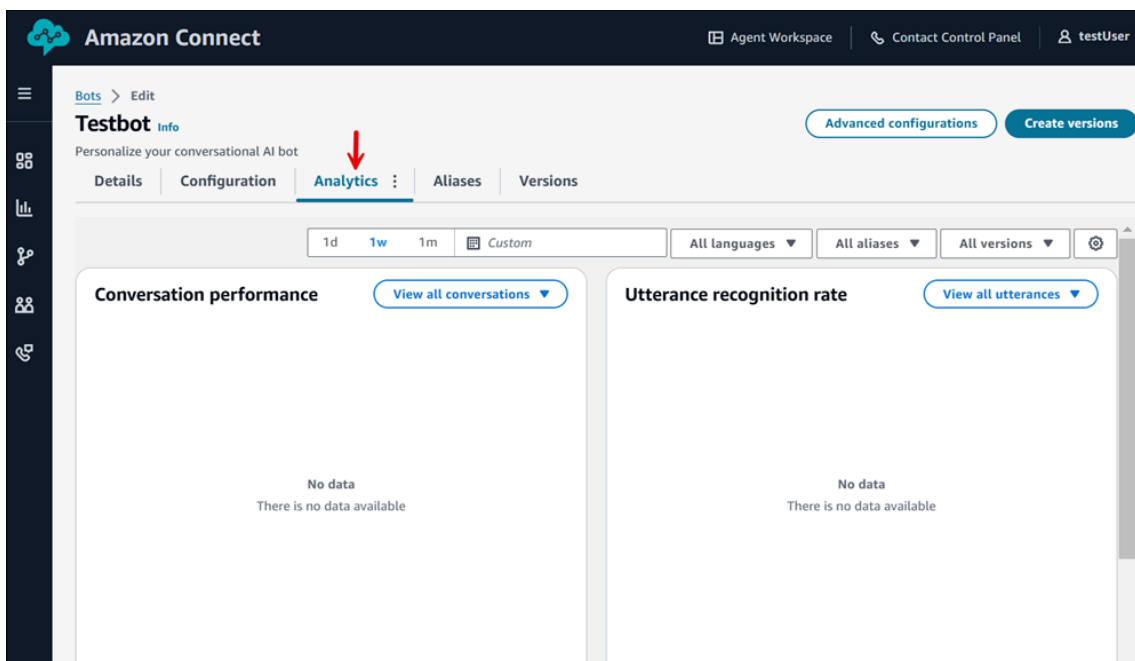 Amazon Connect
Agent Workspace
Contact Control Panel
testUser
Bots > Edit
Testbot Info
Personalize your conversational AI bot
Advanced configurations
Create versions
Details
Configuration
Analytics
Aliases
Versions
1d
1w
1m
Custom
All languages
All aliases
All versions
Conversation performance
View all conversations
No data
There is no data available
Utterance recognition rate
View all utterances
No data
There is no data available